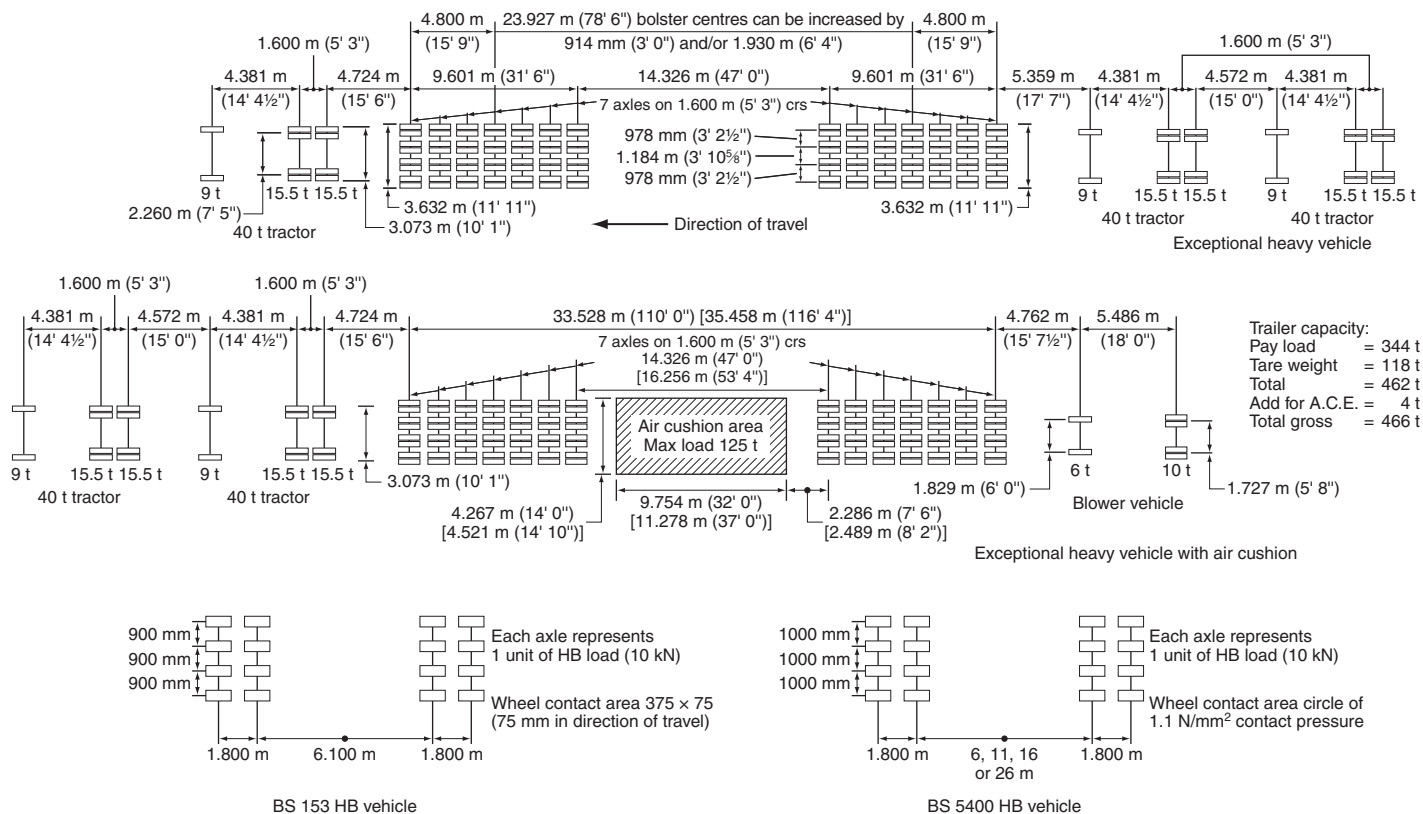 4.800 m 23.927 m (78' 6") bolster centres can be increased by 4.800 m
(15' 9") 914 mm (3' 0") and/or 1.930 m (6' 4") (15' 9")
1.600 m (5' 3") 1.600 m (5' 3")
4.381 m 4.724 m 9.601 m (31' 6") 14.326 m (47' 0") 9.601 m (31' 6") 5.359 m 4.381 m 4.572 m 4.381 m
(14' 4½") (15' 6") (17' 7") (14' 4½") (15' 0") (14' 4½")
7 axles on 1.600 m (5' 3") crs
978 mm (3' 2½")
1.184 m (3' 10⅝")
978 mm (3' 2½")
9 t 15.5 t 15.5 t 9 t 15.5 t 15.5 t 9 t 15.5 t 15.5 t
2.260 m (7' 5") 3.632 m (11' 11") 3.632 m (11' 11")
40 t tractor 3.073 m (10' 1") Direction of travel 40 t tractor 40 t tractor
Exceptional heavy vehicle
1.600 m (5' 3") 1.600 m (5' 3")
4.381 m 4.572 m 4.381 m 4.724 m 33.528 m (110' 0") [35.458 m (116' 4")] 4.762 m 5.486 m
(14' 4½") (15' 0") (14' 4½") (15' 6") (15' 7½") (18' 0")
7 axles on 1.600 m (5' 3") crs
14.326 m (47' 0")
[16.256 m (53' 4")]
Trailer capacity:
Pay load = 344 t
Tare weight = 118 t
Total = 462 t
Add for A.C.E. = 4 t
Total gross = 466 t
Air cushion area
Max load 125 t
9 t 15.5 t 15.5 t 9 t 15.5 t 15.5 t 6 t 10 t
40 t tractor 40 t tractor 3.073 m (10' 1") 1.829 m (6' 0") 1.727 m (5' 8")
Blower vehicle
4.267 m (14' 0") 9.754 m (32' 0") 2.286 m (7' 6")
[4.521 m (14' 10")] [11.278 m (37' 0")] [2.489 m (8' 2")]
Exceptional heavy vehicle with air cushion
900 mm
900 mm
900 mm
Each axle represents
1 unit of HB load (10 kN)
Wheel contact area 375 × 75
(75 mm in direction of travel)
1.800 m 6.100 m 1.800 m
BS 153 HB vehicle
1000 mm
1000 mm
1000 mm
Each axle represents
1 unit of HB load (10 kN)
Wheel contact area circle of
1.1 N/mm² contact pressure
1.800 m 6, 11, 16 1.800 m
or 26 m
BS 5400 HB vehicle